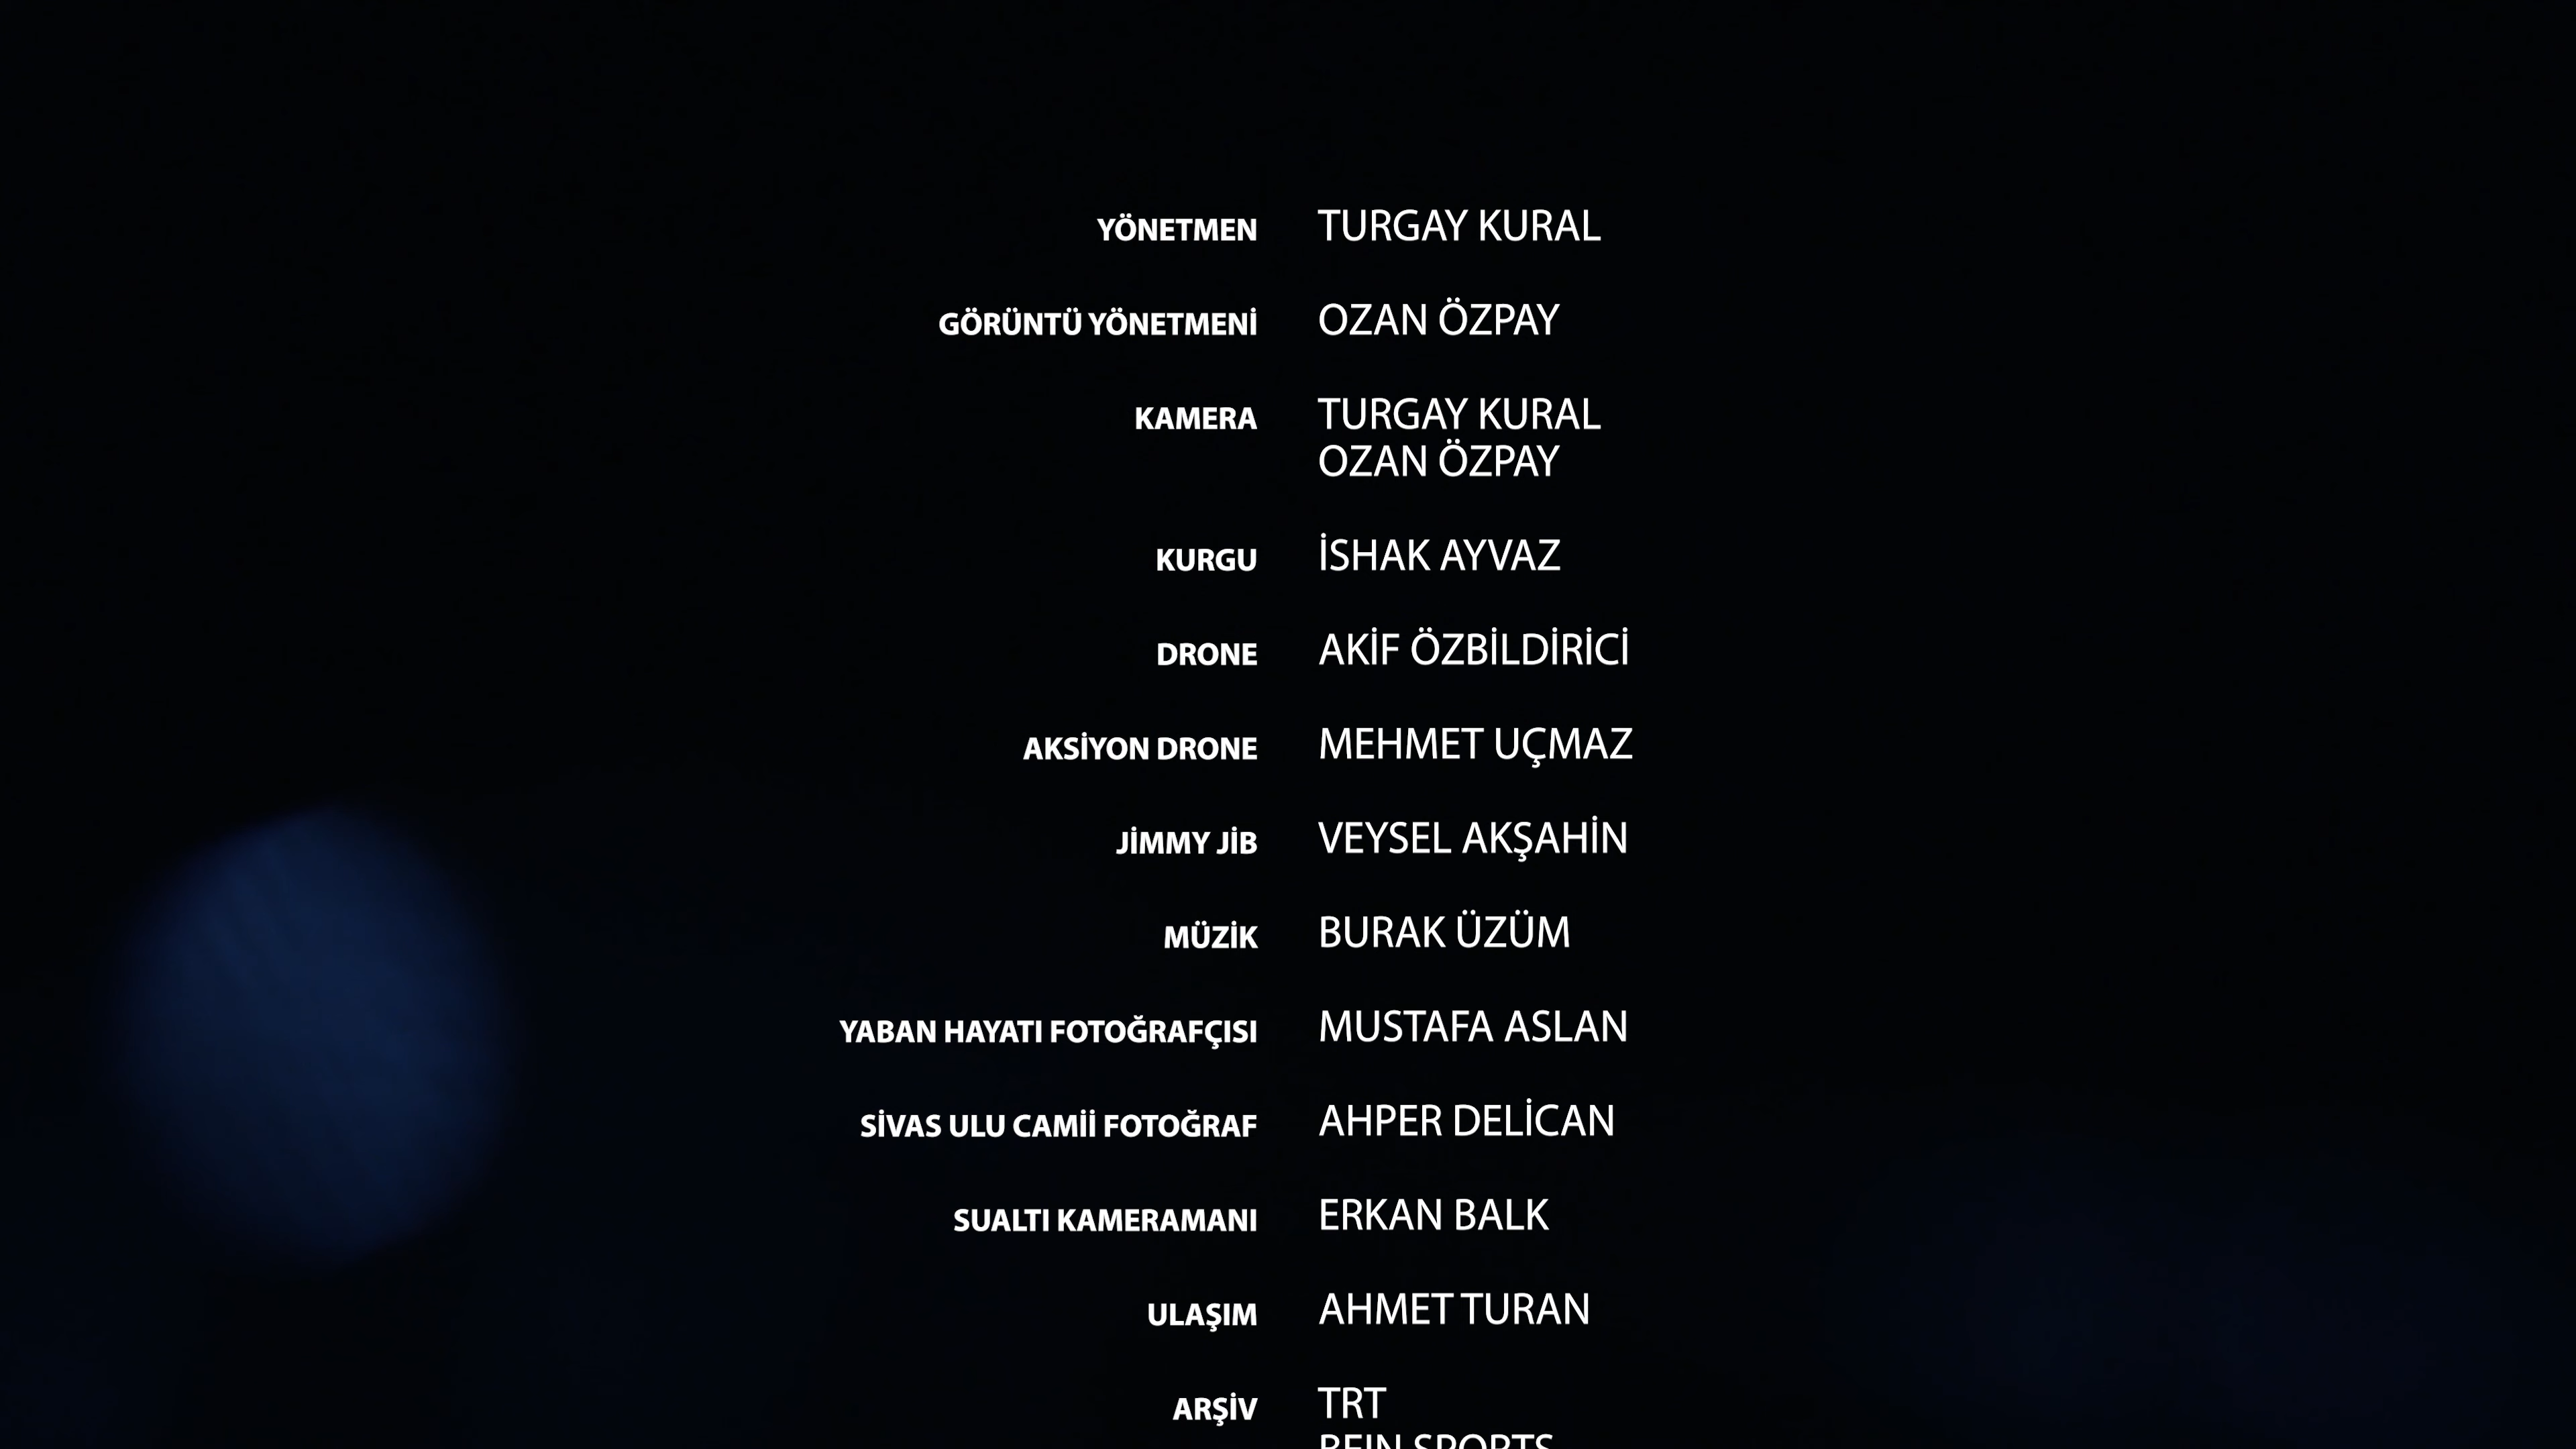 YÖNETMEN TURGAY KURAL
GÖRÜNTÜ YÖNETMENİ OZAN ÖZPAY
KAMERA TURGAY KURAL
OZAN ÖZPAY
KURGU İSHAK AYVAZ
DRONE AKİF ÖZBİLDİRİCİ
AKSİYON DRONE MEHMET UÇMAZ
JİMMY JİB VEYSEL AKŞAHİN
MÜZİK BURAK ÜZÜM
YABAN HAYATI FOTOĞRAFÇISI MUSTAFA ASLAN
SİVAS ULU CAMİİ FOTOĞRAF AHPER DELİCAN
SUALTI KAMERAMANI ERKAN BALK
ULAŞIM AHMET TURAN
ARŞİV TRT
BEIN SPORTS